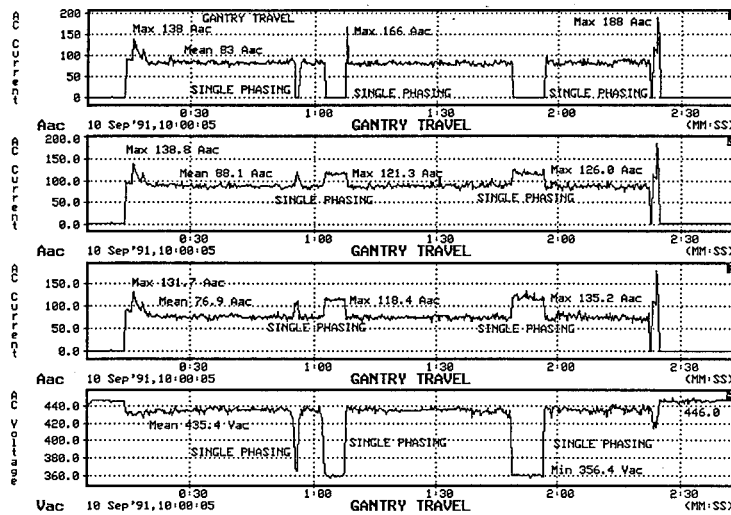 AC Current
200
150
100
50
0
GANTRY TRAVEL
Max 138 Aac
Mean 83 Aac
Max 166 Aac
Max 188 Aac
SINGLE PHASING
SINGLE PHASING
SINGLE PHASING
0:30
1:00
1:30
2:00
2:30
Aac 10 Sep'91,10:00:05 GANTRY TRAVEL (MM:SS)
AC Current
200.0
150.0
100.0
50.0
0.0
Max 138.8 Aac
Mean 88.1 Aac
Max 121.3 Aac
Max 126.0 Aac
SINGLE PHASING
SINGLE PHASING
0:30
1:00
1:30
2:00
2:30
Aac 10 Sep'91,10:00:05 GANTRY TRAVEL (MM:SS)
AC Current
150.0
100.0
50.0
0.0
Max 131.7 Aac
Mean 76.9 Aac
Max 118.4 Aac
Max 135.2 Aac
SINGLE PHASING
SINGLE PHASING
0:30
1:00
1:30
2:00
2:30
Aac 10 Sep'91,10:00:05 GANTRY TRAVEL (MM:SS)
AC Voltage
440.0
420.0
400.0
380.0
360.0
446.0
Mean 435.4 Vac
SINGLE PHASING
SINGLE PHASING
SINGLE PHASING
Min 356.4 Vac
0:30
1:00
1:30
2:00
2:30
Vac 10 Sep'91,10:00:05 GANTRY TRAVEL (MM:SS)